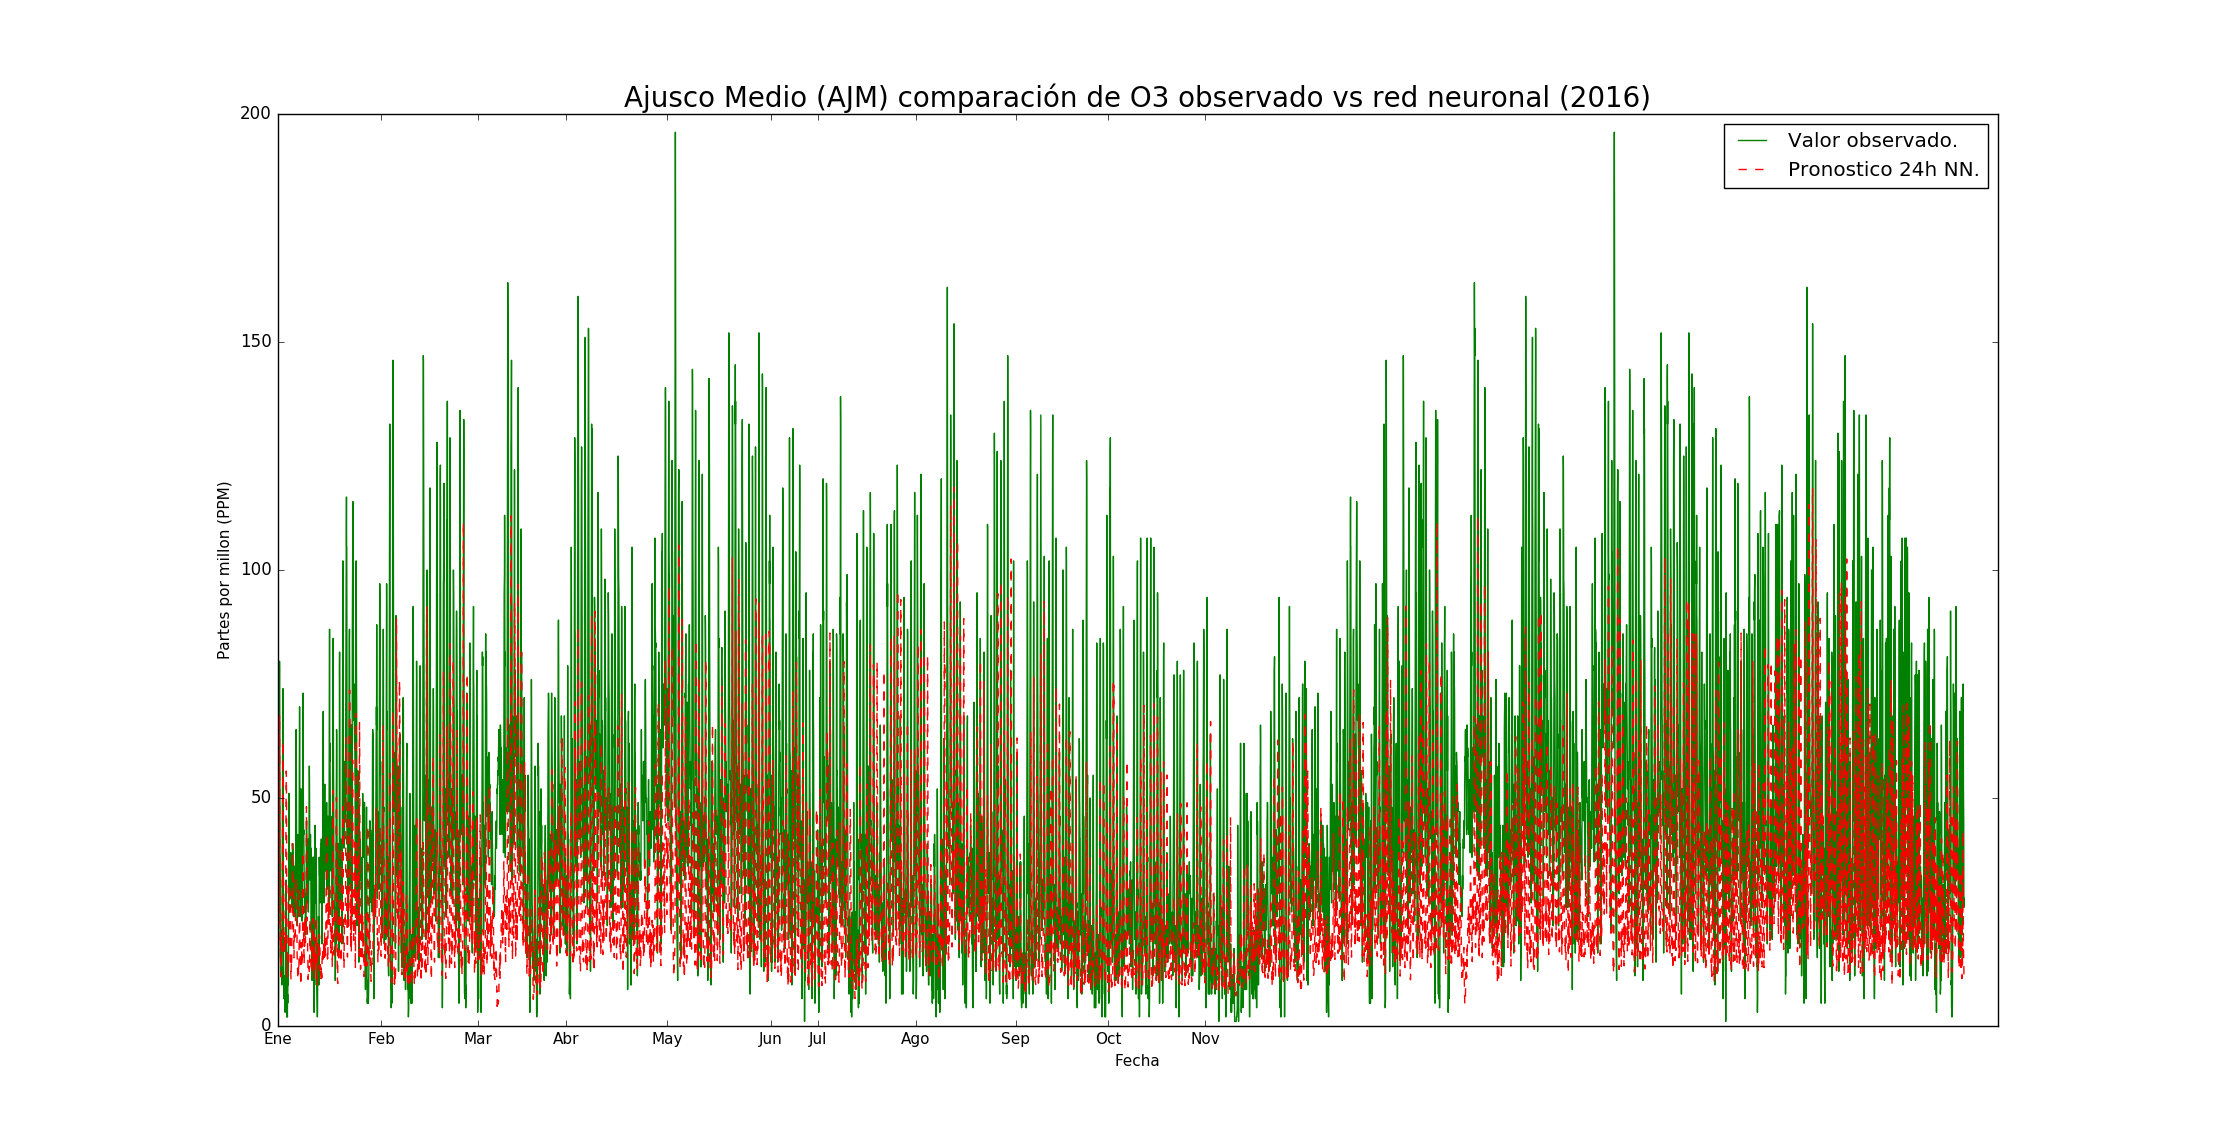 Ajusco Medio (AJM) comparación de O3 observado vs red neuronal (2016)
Valor observado.
Pronostico 24h NN.
Partes por millon (PPM)
200
150
100
50
0
Ene Feb Mar Abr May Jun Jul Ago Sep Oct Nov
Fecha